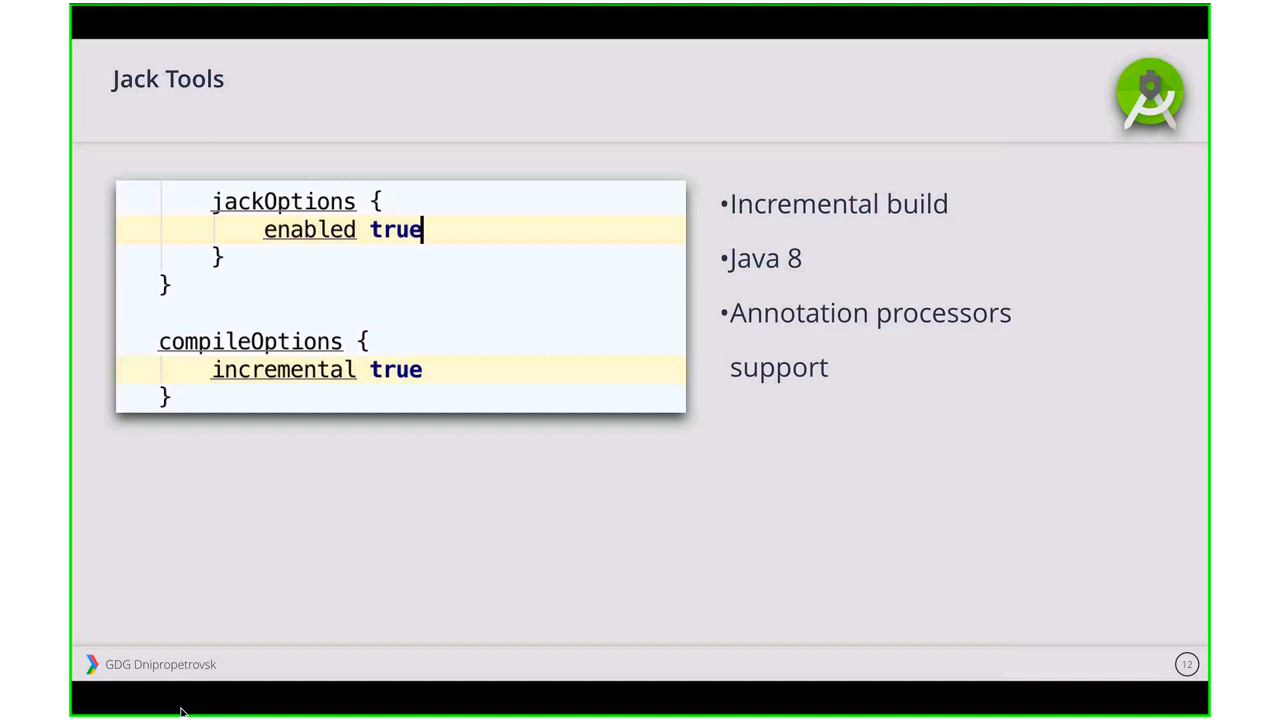 Jack Tools
jackOptions {
enabled true
}
}
compileOptions {
incremental true
}
•Incremental build
•Java 8
•Annotation processors
support
GDG Dnipropetrovsk
12